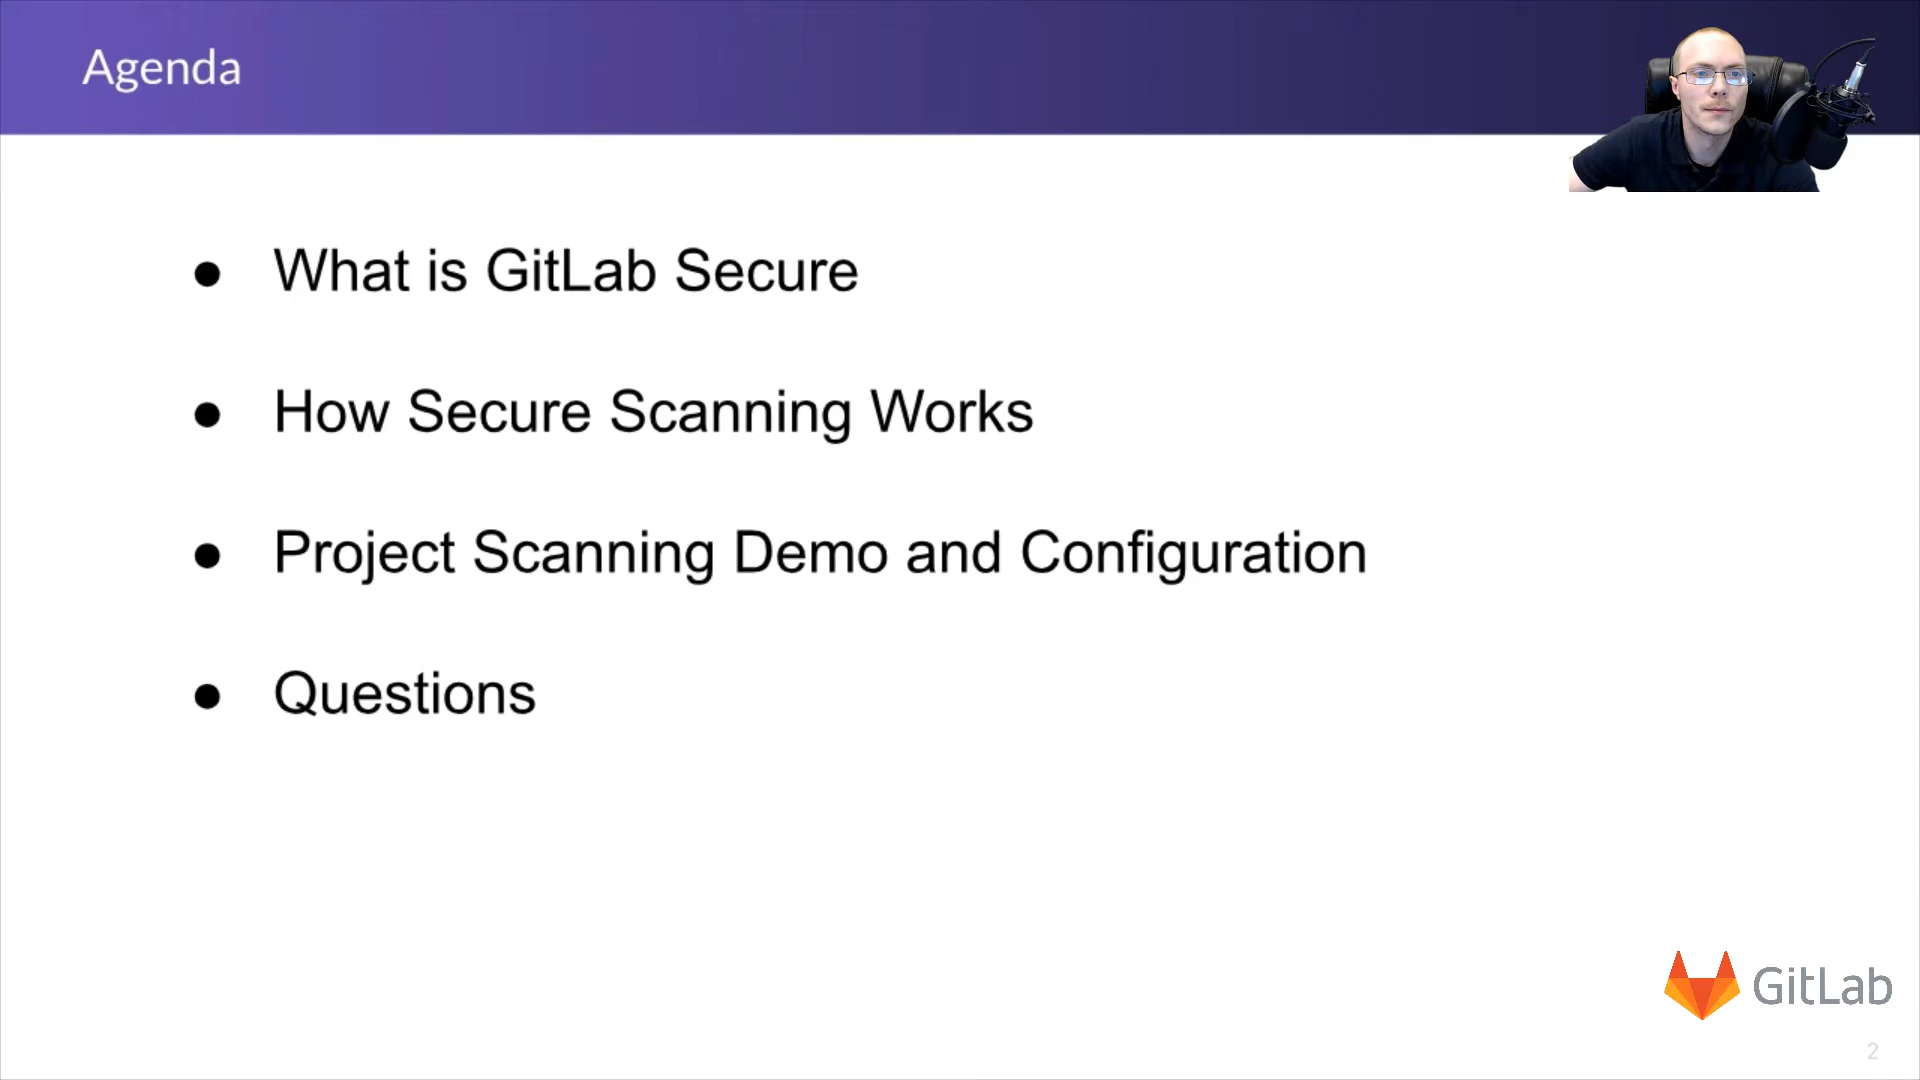 Agenda
● What is GitLab Secure
● How Secure Scanning Works
● Project Scanning Demo and Configuration
● Questions
GitLab
2